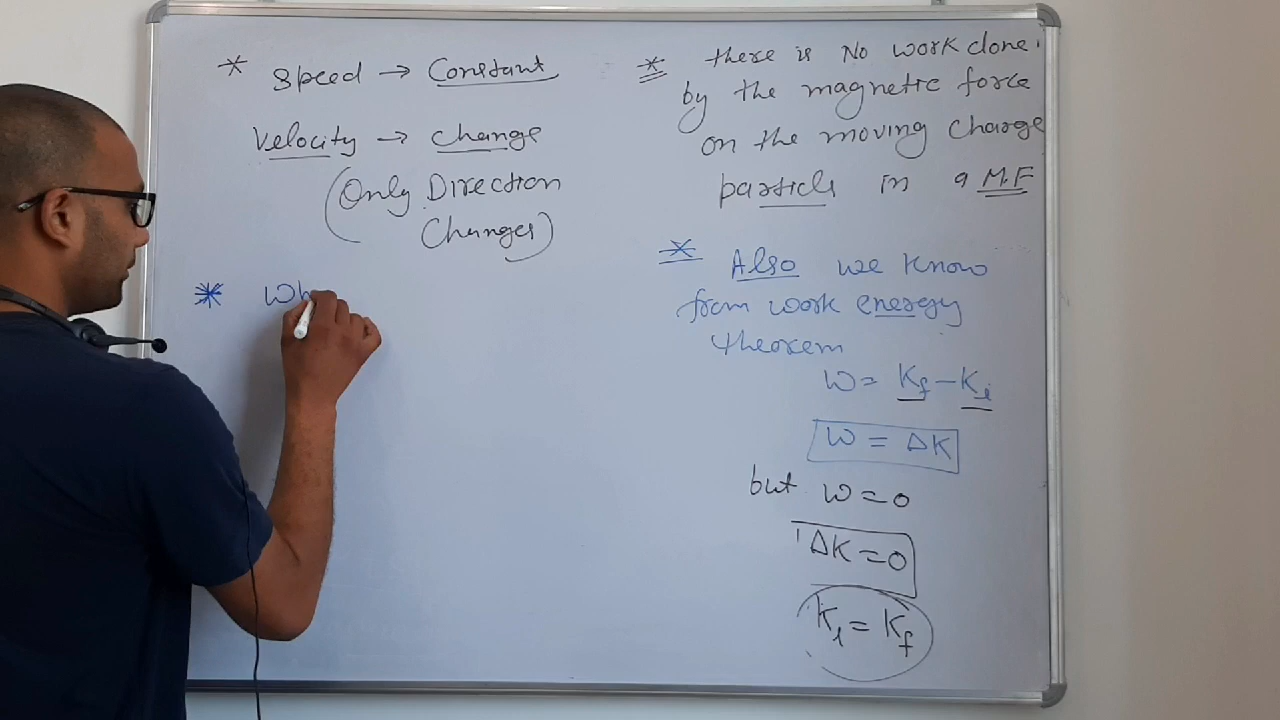 * Speed → Constant
Velocity → change
(Only Direction
Changes)
* Wh
* there is No work done.
by the magnetic force
on the moving Charge
particle in a M.F
* Also we know
from work energy
theorem
W = Kf - Ki
W = ΔK
but W = 0
ΔK = 0
Ki = Kf